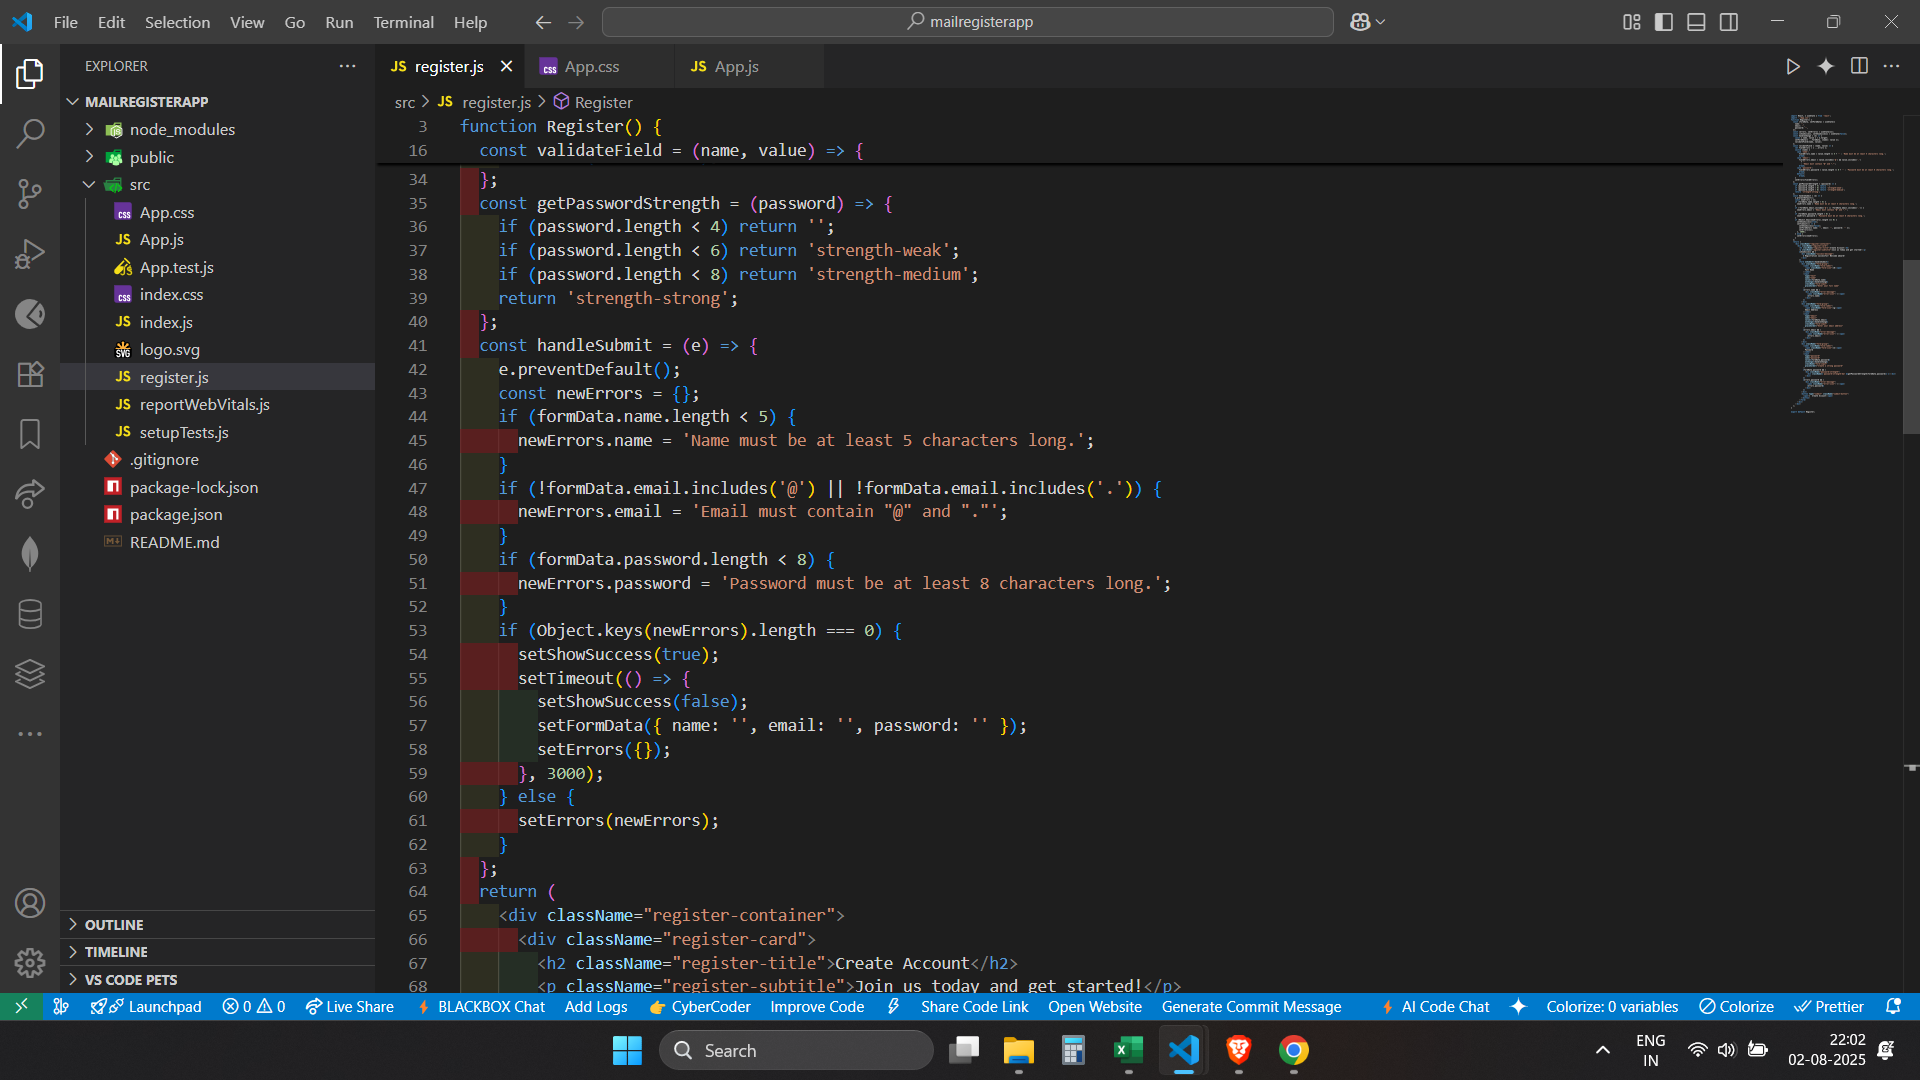 File Edit Selection View Go Run Terminal Help
mailregisterapp
EXPLORER
MAILREGISTERAPP
node_modules
public
src
App.css
App.js
App.test.js
index.css
index.js
logo.svg
register.js
reportWebVitals.js
setupTests.js
.gitignore
package-lock.json
package.json
README.md
OUTLINE
TIMELINE
VS CODE PETS
JS register.js
css App.css
JS App.js
src > JS register.js > Register
3 function Register() {
16 const validateField = (name, value) => {
34 };
35 const getPasswordStrength = (password) => {
36 if (password.length < 4) return '';
37 if (password.length < 6) return 'strength-weak';
38 if (password.length < 8) return 'strength-medium';
39 return 'strength-strong';
40 };
41 const handleSubmit = (e) => {
42 e.preventDefault();
43 const newErrors = {};
44 if (formData.name.length < 5) {
45 newErrors.name = 'Name must be at least 5 characters long.';
46 }
47 if (!formData.email.includes('@') || !formData.email.includes('.')) {
48 newErrors.email = 'Email must contain "@" and "."';
49 }
50 if (formData.password.length < 8) {
51 newErrors.password = 'Password must be at least 8 characters long.';
52 }
53 if (Object.keys(newErrors).length === 0) {
54 setShowSuccess(true);
55 setTimeout(() => {
56 setShowSuccess(false);
57 setFormData({ name: '', email: '', password: '' });
58 setErrors({});
59 }, 3000);
60 } else {
61 setErrors(newErrors);
62 }
63 };
64 return (
65 <div className="register-container">
66 <div className="register-card">
67 <h2 className="register-title">Create Account</h2>
68 <p className="register-subtitle">Join us today and get started!</p>
Launchpad 0 0 Live Share BLACKBOX Chat Add Logs CyberCoder Improve Code Share Code Link Open Website Generate Commit Message AI Code Chat Colorize: 0 variables Colorize Prettier
Search
ENG
IN
22:02
02-08-2025